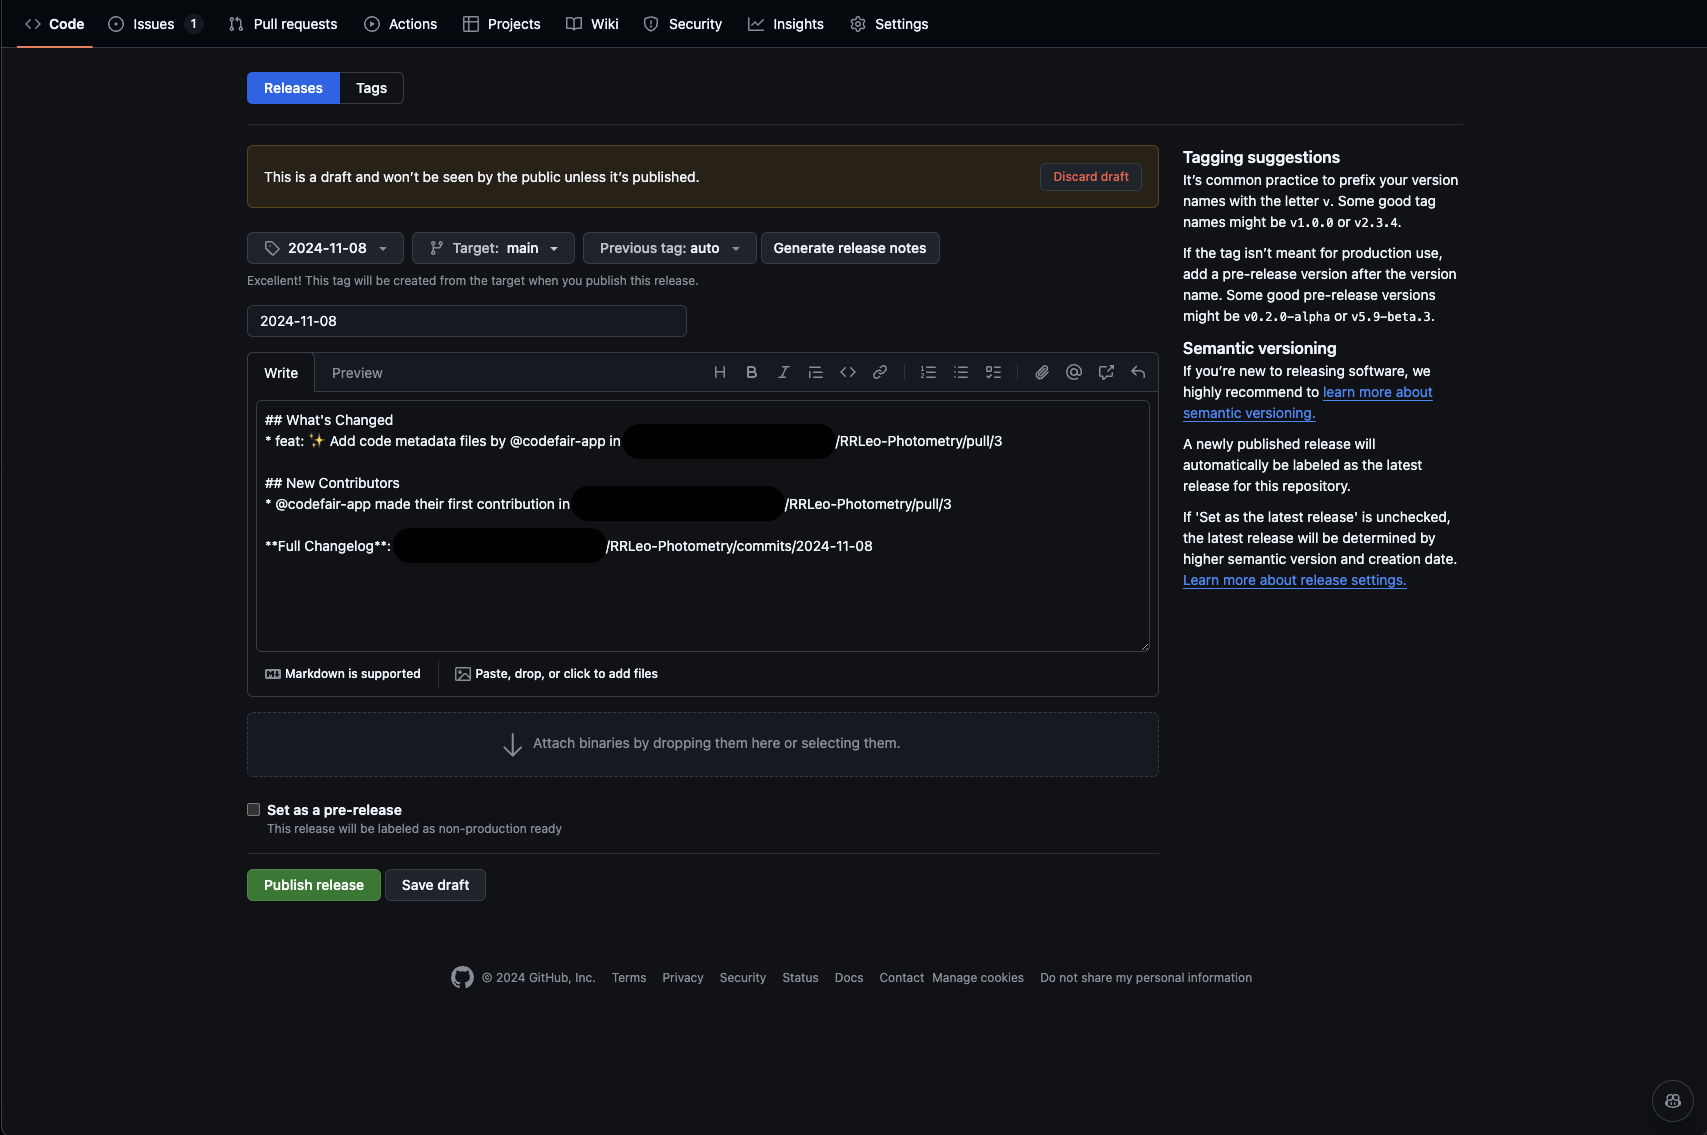 Code Issues 1 Pull requests Actions Projects Wiki Security Insights Settings
Releases Tags
This is a draft and won’t be seen by the public unless it’s published. Discard draft
2024-11-08 Target: main Previous tag: auto Generate release notes
Excellent! This tag will be created from the target when you publish this release.
2024-11-08
Write Preview
## What's Changed
* feat: ✨ Add code metadata files by @codefair-app in /RRLeo-Photometry/pull/3
## New Contributors
* @codefair-app made their first contribution in /RRLeo-Photometry/pull/3
**Full Changelog**: /RRLeo-Photometry/commits/2024-11-08
Markdown is supported Paste, drop, or click to add files
Attach binaries by dropping them here or selecting them.
Set as a pre-release
This release will be labeled as non-production ready
Publish release Save draft
Tagging suggestions
It’s common practice to prefix your version
names with the letter v. Some good tag
names might be v1.0.0 or v2.3.4.
If the tag isn’t meant for production use,
add a pre-release version after the version
name. Some good pre-release versions
might be v0.2.0-alpha or v5.9-beta.3.
Semantic versioning
If you’re new to releasing software, we
highly recommend to learn more about
semantic versioning.
A newly published release will
automatically be labeled as the latest
release for this repository.
If 'Set as the latest release' is unchecked,
the latest release will be determined by
higher semantic version and creation date.
Learn more about release settings.
© 2024 GitHub, Inc. Terms Privacy Security Status Docs Contact Manage cookies Do not share my personal information